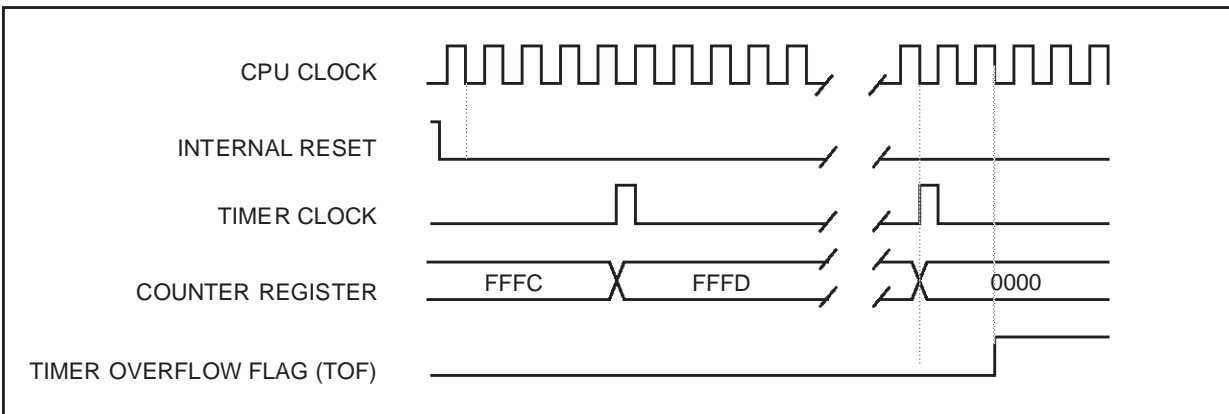 CPU CLOCK
INTERNAL RESET
TIMER CLOCK
COUNTER REGISTER
FFFC
FFFD
0000
TIMER OVERFLOW FLAG (TOF)